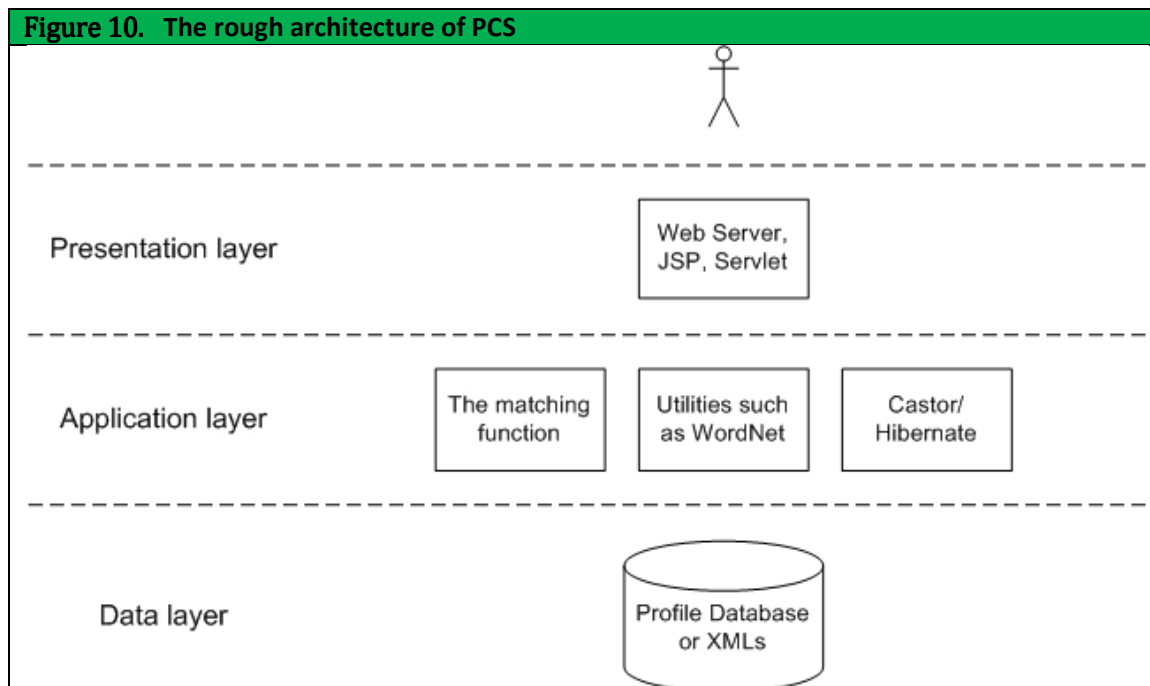 Figure 10. The rough architecture of PCS
Presentation layer
Web Server,
JSP, Servlet
Application layer
The matching
function
Utilities such
as WordNet
Castor/
Hibernate
Data layer
Profile Database
or XMLs